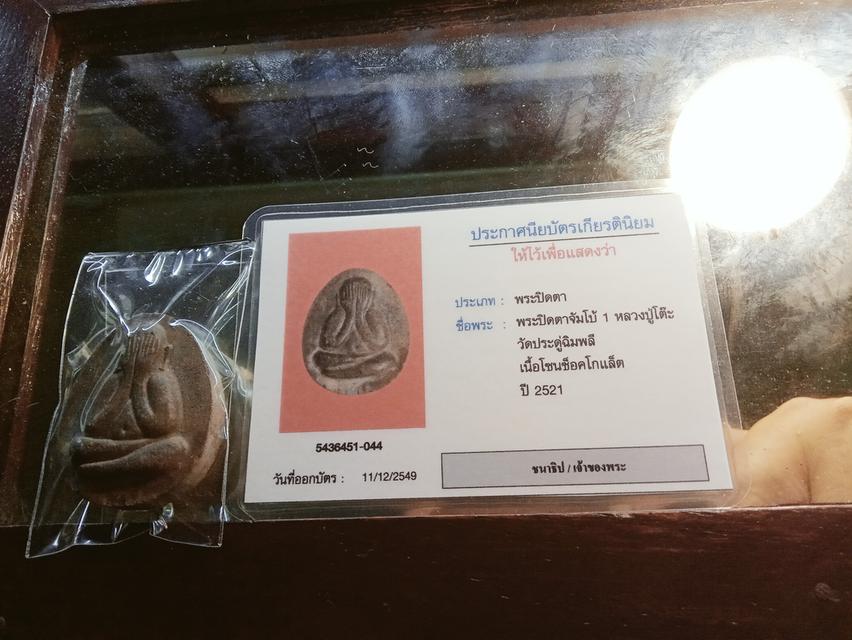 ประกาศนียบัตรเกียรตินิยม
ให้ไว้เพื่อแสดงว่า
ประเภท : พระปิดตา
ชื่อพระ : พระปิดตาจัมโบ้ 1 หลวงปู่โต๊ะ
วัดประดู่ฉิมพลี
เนื้อโซนช็อคโกแล็ต
ปี 2521
5436451-044
วันที่ออกบัตร : 11/12/2549
ชนาธิป / เจ้าของพระ